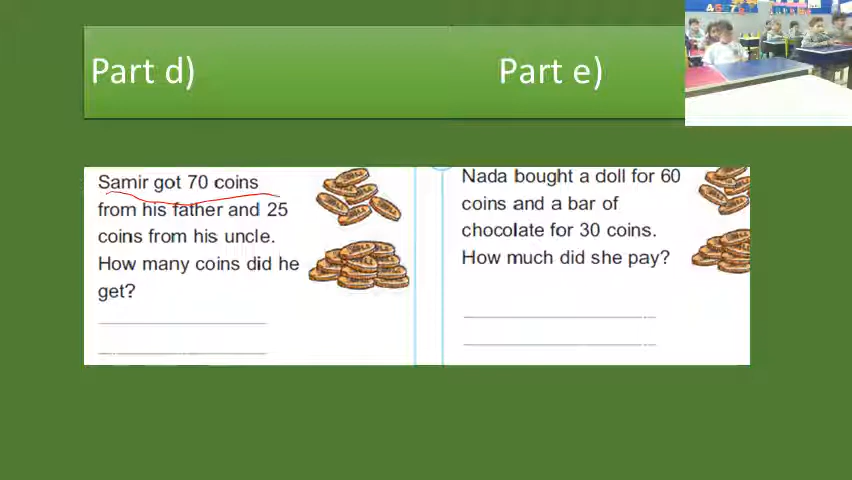 Part d)
Part e)
Samir got 70 coins
from his father and 25
coins from his uncle.
How many coins did he
get?
Nada bought a doll for 60
coins and a bar of
chocolate for 30 coins.
How much did she pay?